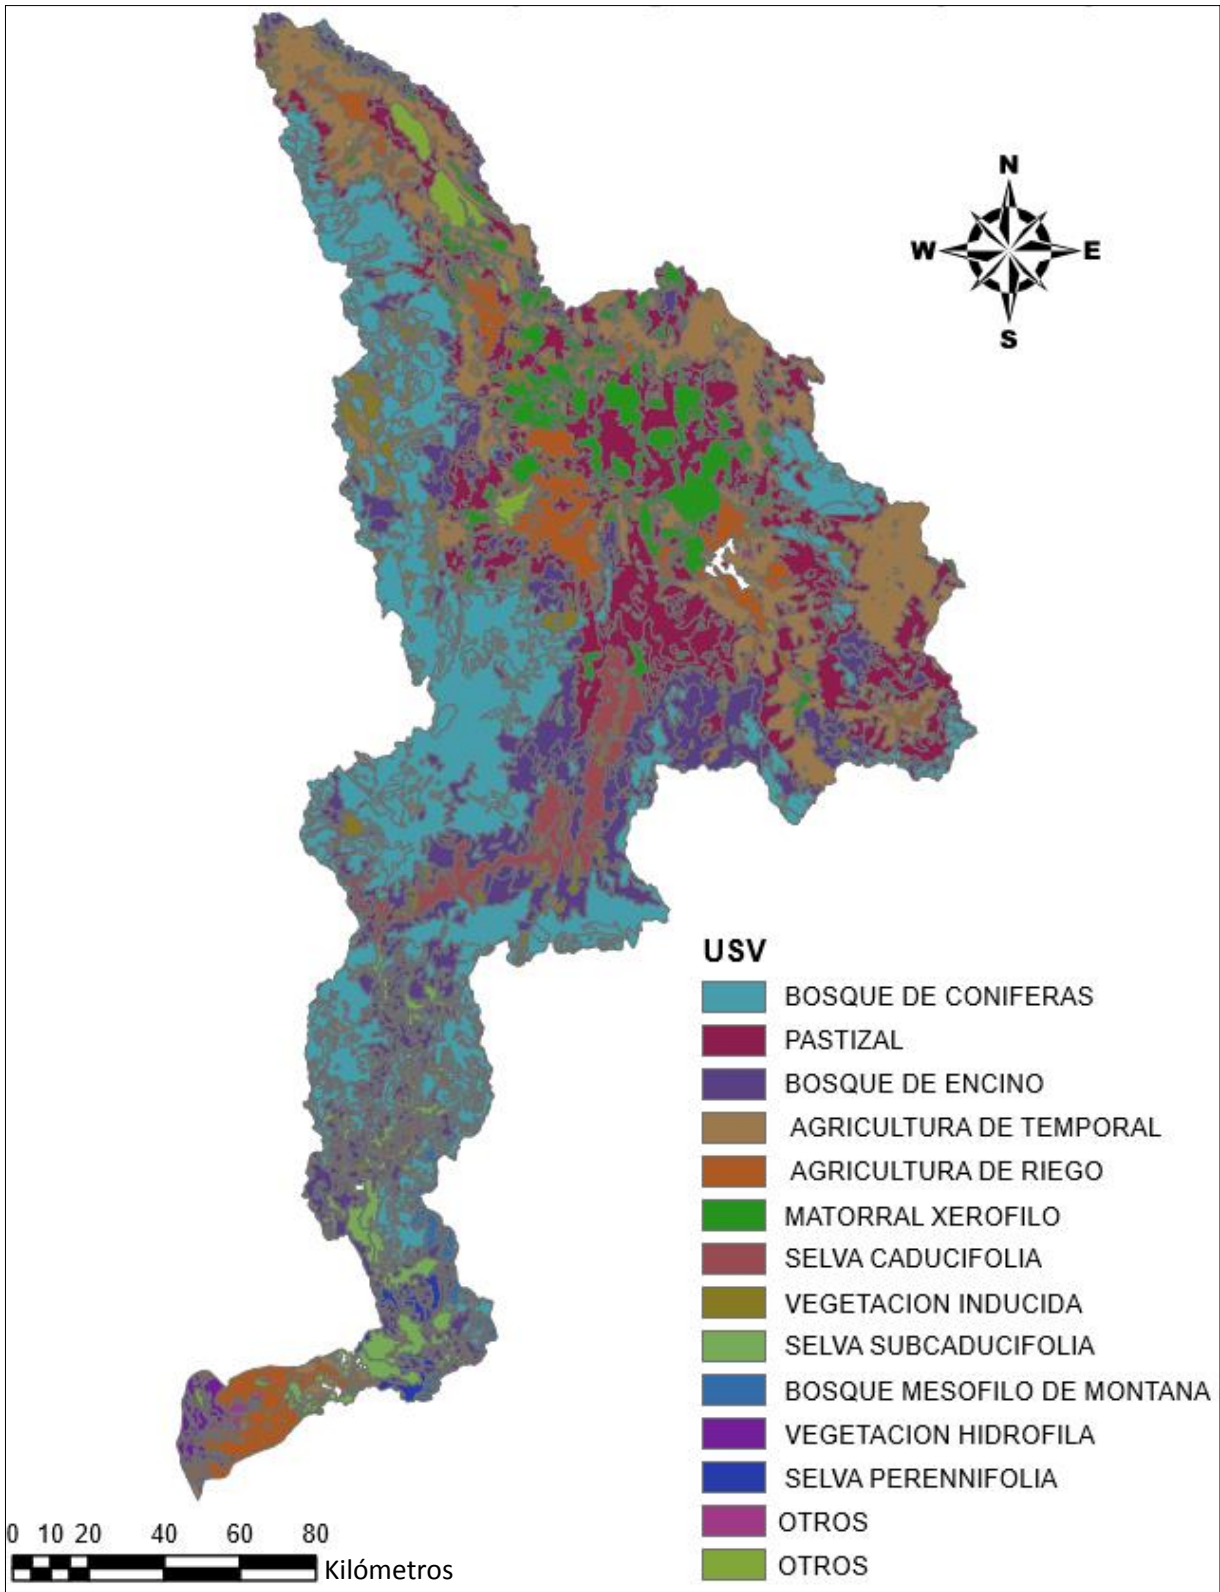 N
W E
S
USV
BOSQUE DE CONIFERAS
PASTIZAL
BOSQUE DE ENCINO
AGRICULTURA DE TEMPORAL
AGRICULTURA DE RIEGO
MATORRAL XEROFILO
SELVA CADUCIFOLIA
VEGETACION INDUCIDA
SELVA SUBCADUCIFOLIA
BOSQUE MESOFILO DE MONTANA
VEGETACION HIDROFILA
SELVA PERENNIFOLIA
OTROS
OTROS
0 10 20 40 60 80
Kilómetros